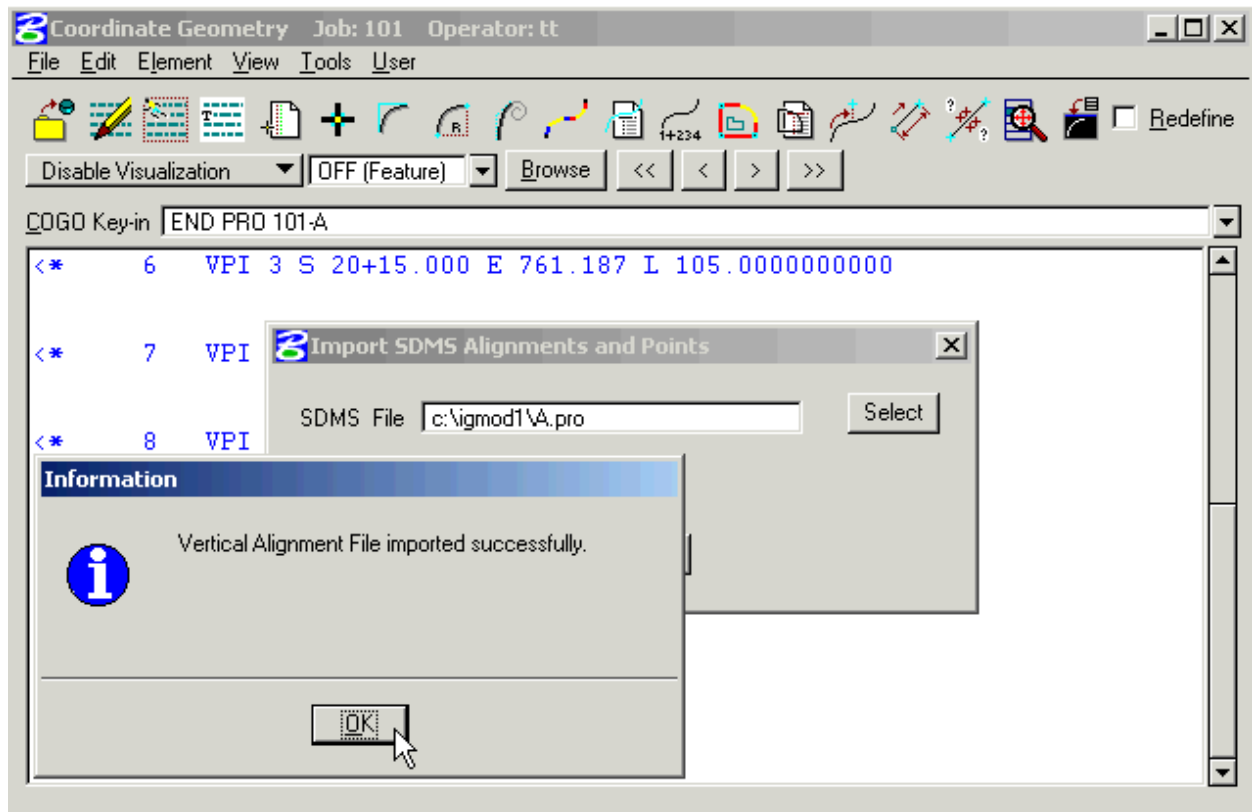 Coordinate Geometry Job: 101 Operator: tt
File Edit Element View Tools User
T R 1+234 ? ? Redefine
Disable Visualization OFF (Feature) Browse << < > >>
COGO Key-in END PRO 101-A
<* 6 VPI 3 S 20+15.000 E 761.187 L 105.0000000000
<* 7 VPI
<* 8 VPI
Import SDMS Alignments and Points
SDMS File c:\igmod1\A.pro Select
Information
Vertical Alignment File imported successfully.
OK